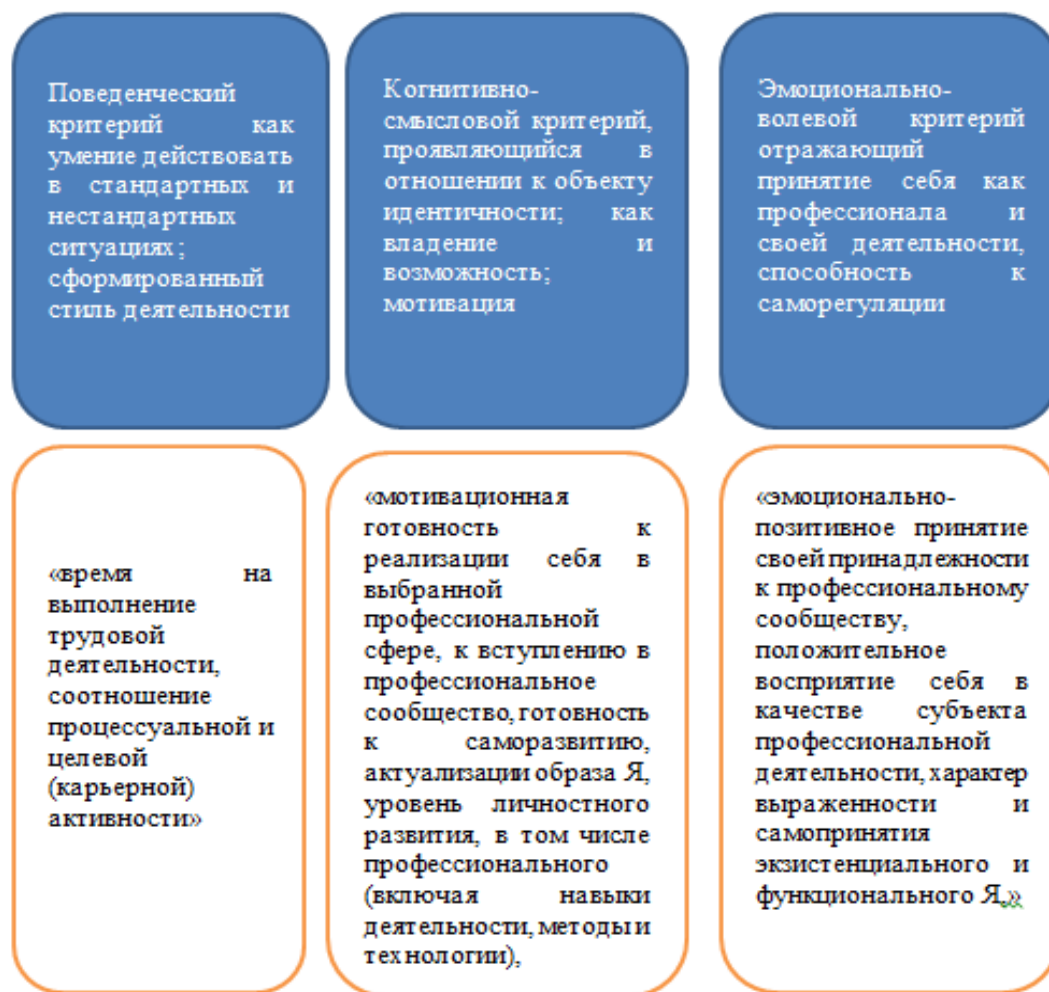 Поведенческий
критерий как
умение действовать
в стандартных и
нестандартных
ситуациях;
сформированный
стиль деятельности
Когнитивно-
смысловой критерий,
проявляющийся в
отношении к объекту
идентичности; как
владение и
возможность;
мотивация
Эмоционально-
волевой критерий
отражающий
принятие себя как
профессионала и
своей деятельности,
способность к
саморегуляции
«время на
выполнение
трудовой
деятельности,
соотношение
процессуальной и
целевой
(карьерной)
активности»
«мотивационная
готовность к
реализации себя в
выбранной
профессиональной
сфере, к вступлению в
профессиональное
сообщество, готовность
к саморазвитию,
актуализации образа Я,
уровень личностного
развития, в том числе
профессионального
(включая навыки
деятельности, методы и
технологии),
«эмоционально-
позитивное принятие
своей принадлежности
к профессиональному
сообществу,
положительное
восприятие себя в
качестве субъекта
профессиональной
деятельности, характер
выраженности и
самопринятия
экзистенциального и
функционального Я,»